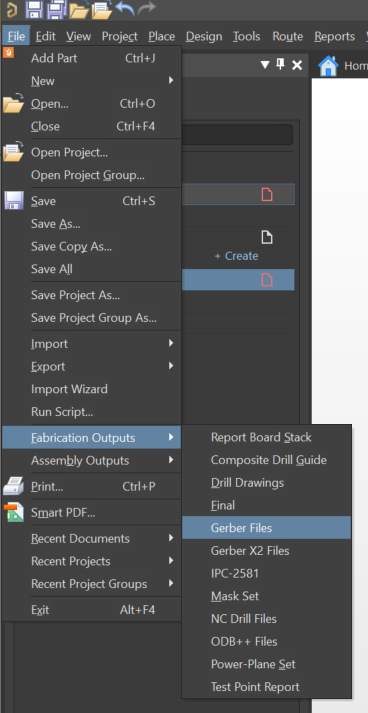 File Edit View Project Place Design Tools Route Reports
Add Part Ctrl+J
New
Open... Ctrl+O
Close Ctrl+F4
Open Project...
Open Project Group...
Save Ctrl+S
Save As...
Save Copy As...
Save All
Save Project As...
Save Project Group As...
Import
Export
Import Wizard
Run Script...
Fabrication Outputs
Assembly Outputs
Print... Ctrl+P
Smart PDF...
Recent Documents
Recent Projects
Recent Project Groups
Exit Alt+F4
Hom
+ Create
Report Board Stack
Composite Drill Guide
Drill Drawings
Final
Gerber Files
Gerber X2 Files
IPC-2581
Mask Set
NC Drill Files
ODB++ Files
Power-Plane Set
Test Point Report